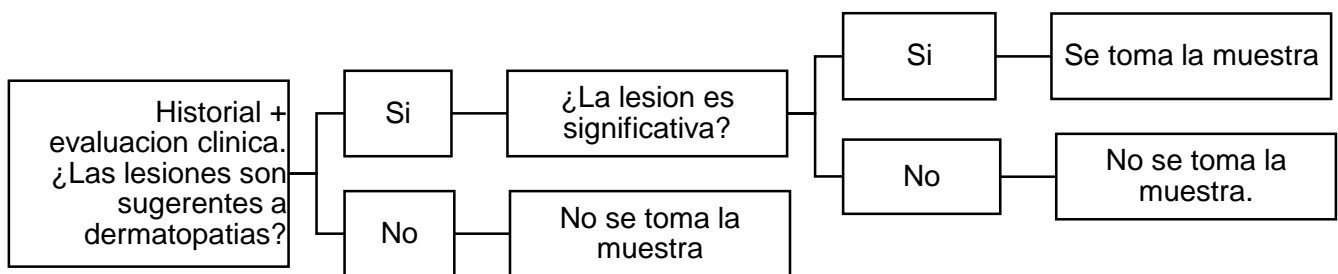 Historial +
evaluacion clinica.
¿Las lesiones son
sugerentes a
dermatopatias?
Si
¿La lesion es
significativa?
Si
Se toma la muestra
No
No se toma la
muestra.
No
No se toma la
muestra